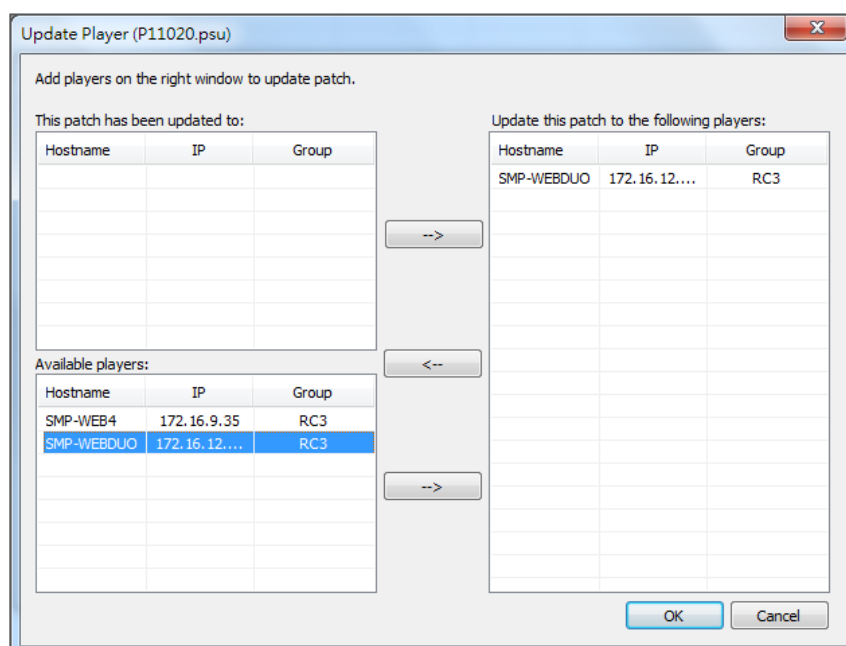 Update Player (P11020.psu)
X
Add players on the right window to update patch.
This patch has been updated to:
Hostname IP Group
-->
Available players:
Hostname IP Group
SMP-WEB4 172.16.9.35 RC3
SMP-WEBDUO 172.16.12.... RC3
<--
-->
Update this patch to the following players:
Hostname IP Group
SMP-WEBDUO 172.16.12.... RC3
OK Cancel